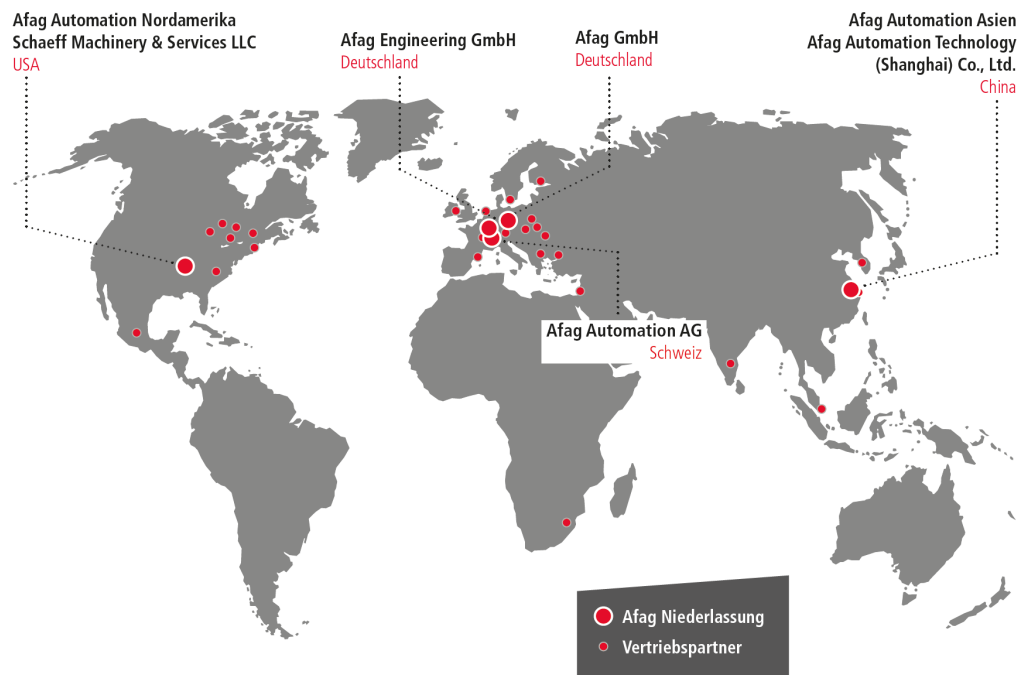 Afag Automation Nordamerika
Schaeff Machinery & Services LLC
USA
Afag Engineering GmbH
Deutschland
Afag GmbH
Deutschland
Afag Automation Asien
Afag Automation Technology
(Shanghai) Co., Ltd.
China
Afag Automation AG
Schweiz
Afag Niederlassung
Vertriebspartner